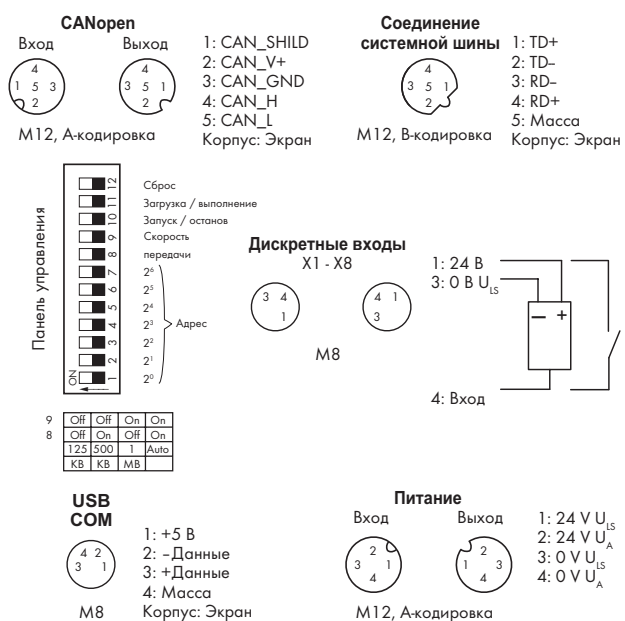 CANopen
Вход Выход
4
1 5 3
2
4
3 5 1
2
M12, A-кодировка
1: CAN_SHILD
2: CAN_V+
3: CAN_GND
4: CAN_H
5: CAN_L
Корпус: Экран
Соединение
системной шины
4
3 5 1
2
M12, B-кодировка
1: TD+
2: TD–
3: RD–
4: RD+
5: Масса
Корпус: Экран
Панель управления
12 Сброс
11 Загрузка / выполнение
10 Запуск / останов
9 Скорость
8 передачи
7 2⁶
6 2⁵
5 2⁴
4 2³ Адрес
3 2²
2 2¹
1 2⁰
ON
9 Off Off On On
8 Off On Off On
125 500 1 Auto
KB KB MB
Дискретные входы
X1 - X8
3 4
1
4 1
3
M8
1: 24 В
3: 0 В U_LS
– +
4: Вход
USB
COM
4 2
3 1
M8
1: +5 В
2: –Данные
3: +Данные
4: Масса
Корпус: Экран
Питание
Вход Выход
2
3 1
4
2
1 3
4
M12, A-кодировка
1: 24 V U_LS
2: 24 V U_A
3: 0 V U_LS
4: 0 V U_A